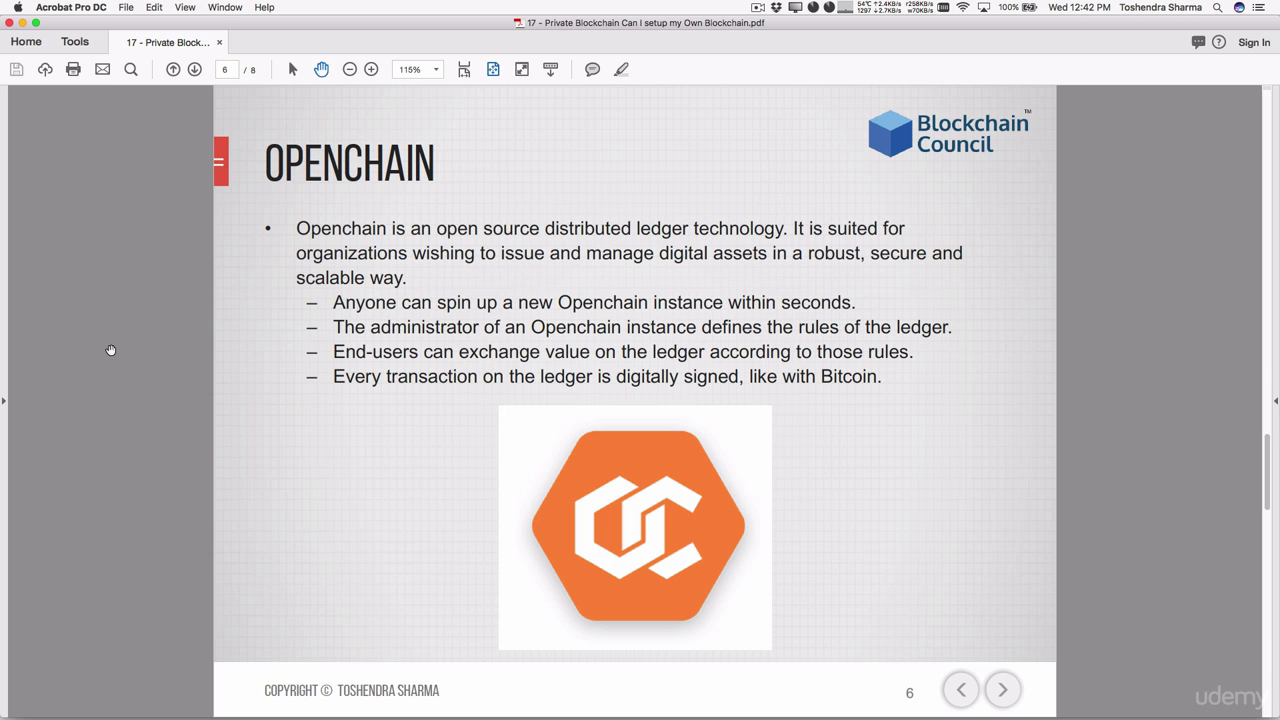 Acrobat Pro DC File Edit View Window Help
54°C ↑2.4KB/s r258KB/s 100% Wed 12:42 PM Toshendra Sharma
1297 ↓2.7KB/s w70KB/s
17 - Private Blockchain Can I setup my Own Blockchain.pdf
Home Tools 17 - Private Block... × Sign In
6 / 8 115%
Blockchain™
Council
OPENCHAIN
• Openchain is an open source distributed ledger technology. It is suited for
organizations wishing to issue and manage digital assets in a robust, secure and
scalable way.
– Anyone can spin up a new Openchain instance within seconds.
– The administrator of an Openchain instance defines the rules of the ledger.
– End-users can exchange value on the ledger according to those rules.
– Every transaction on the ledger is digitally signed, like with Bitcoin.
OC
COPYRIGHT © TOSHENDRA SHARMA
6
udemy